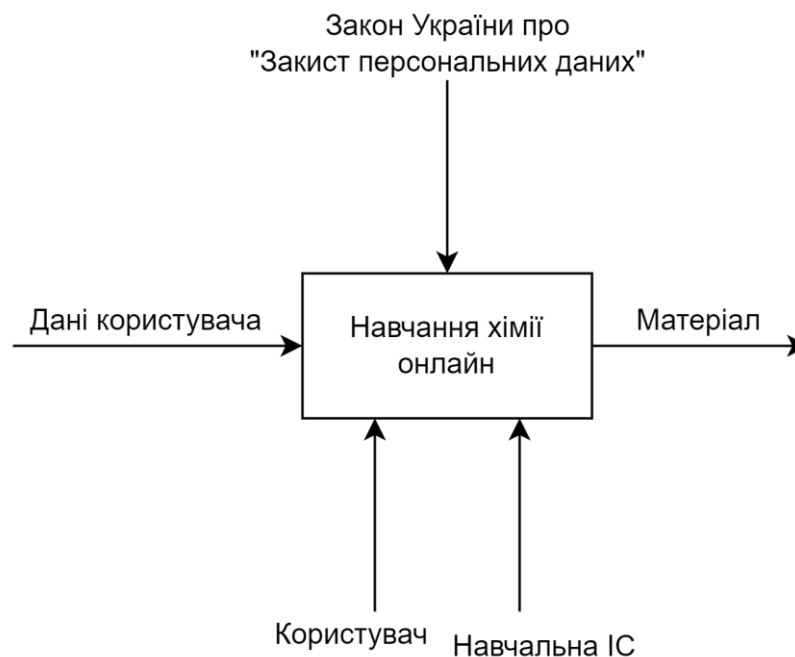 Закон України про
"Закист персональних даних"
Дані користувача
Навчання хімії
онлайн
Матеріал
Користувач
Навчальна ІС